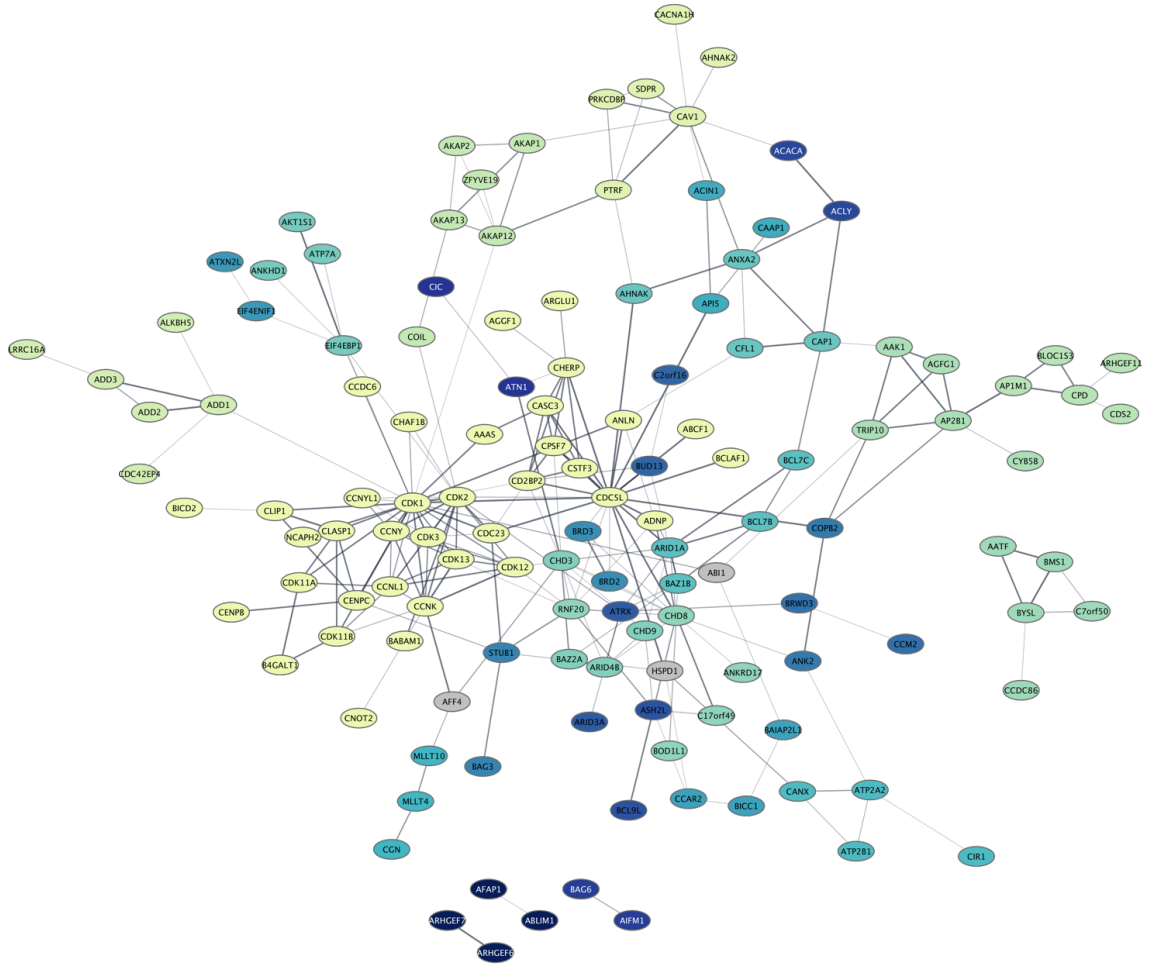 CACNA1H
AHNAK2
SDPR
PRKCDBP
CAV1
AKAP2
AKAP1
ACACA
ZFYVE19
PTRF
ACIN1
ACLY
AKAP13
AKT1S1
CAAP1
AKAP12
ATP7A
ATXN2L
ANKHD1
ANXA2
CIC
AHNAK
ARGLU1
API5
EIF4ENIF1
AGGF1
ALKBH5
COIL
CAP1
EIF4EBP1
CFL1
AAK1
LRRC16A
BLOC1S3
ARHGEF11
AGFG1
CHERP
C2orf16
ADD3
CCDC6
ATN1
AP1M1
CPD
ADD1
CASC3
ADD2
CDS2
CHAF1B
ANLN
AP2B1
ABCF1
TRIP10
AAAS
CPSF7
BCLAF1
BCL7C
CYB5B
CSTF3
BUD13
CDC42EP4
CD2BP2
CCNYL1
CDK2
CDC5L
CDK1
BICD2
CLIP1
ADNP
BCL7B
COPB2
CLASP1
CCNY
BRD3
CDC23
NCAPH2
CDK3
AATF
ARID1A
CDK13
CHD3
BMS1
CDK12
ABI1
CDK11A
BRD2
BAZ1B
CCNL1
CENPC
BRWD3
CCNK
RNF20
ATRX
CENPB
BYSL
C7orf50
CHD8
CHD9
CDK11B
BABAM1
CCM2
STUB1
BAZ2A
ANK2
B4GALT1
ARID4B
HSPD1
ANKRD17
CCDC86
AFF4
ASH2L
C17orf49
CNOT2
ARID3A
BAIAP2L1
BOD1L1
MLLT10
BAG3
ATP2A2
CANX
CCAR2
MLLT4
BICC1
BCL9L
CGN
ATP2B1
CIR1
AFAP1
BAG6
ARHGEF7
ABLIM1
AIFM1
ARHGEF6